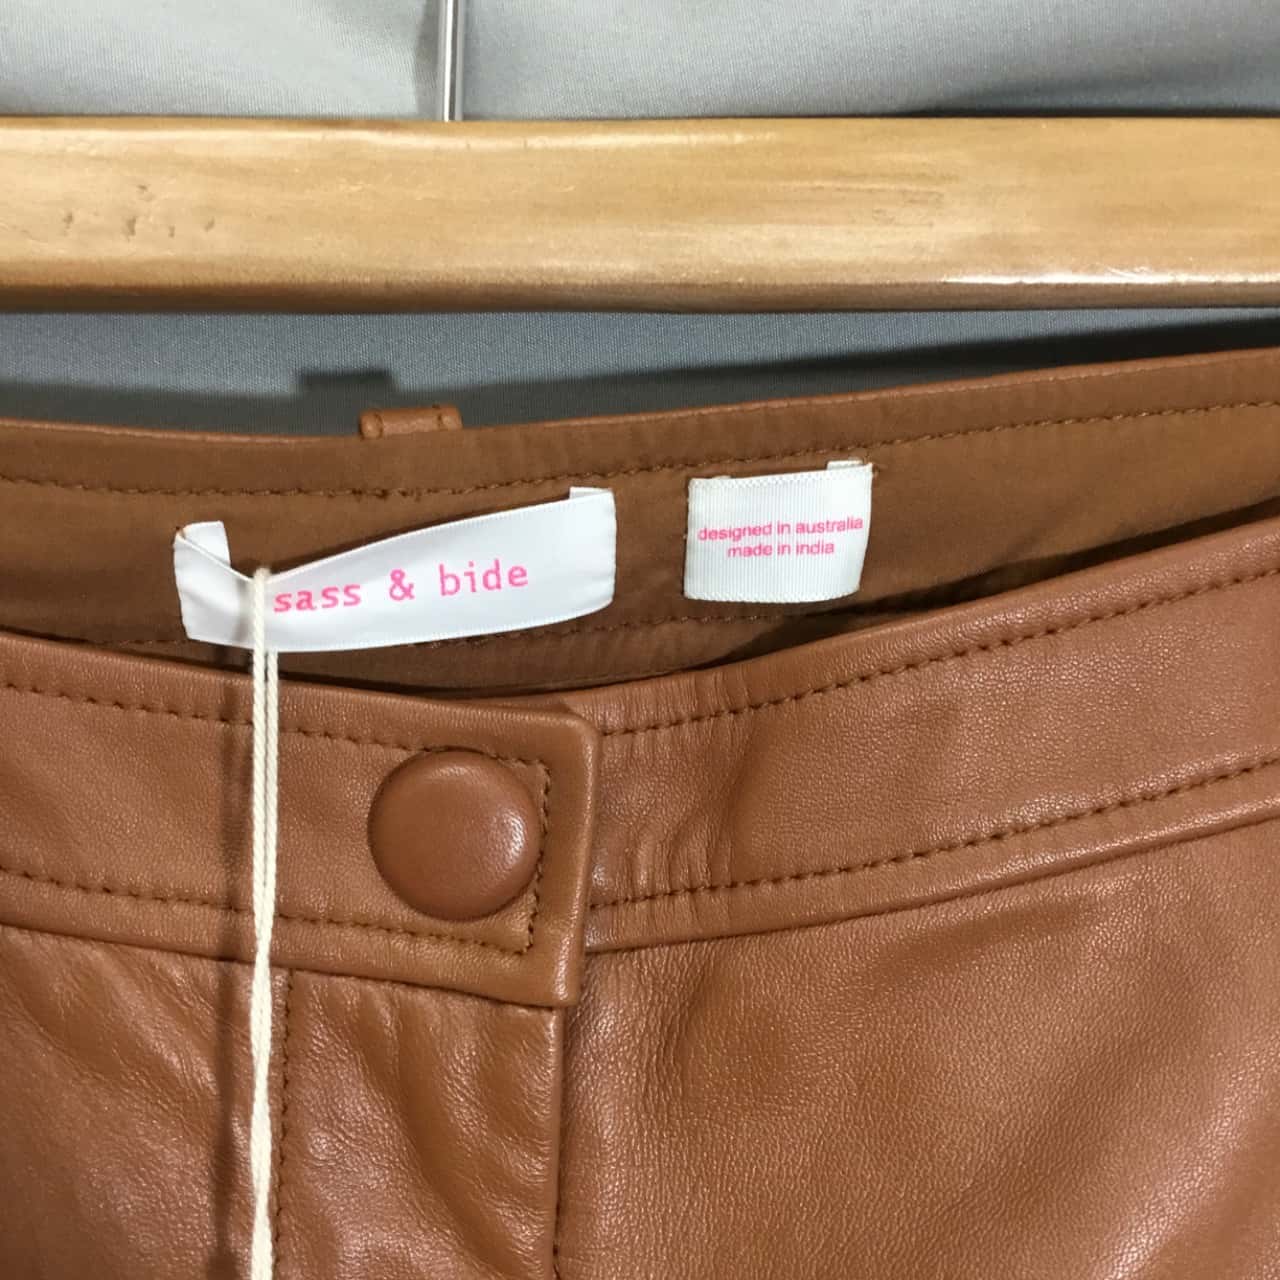 sass & bide
designed in australia
made in india